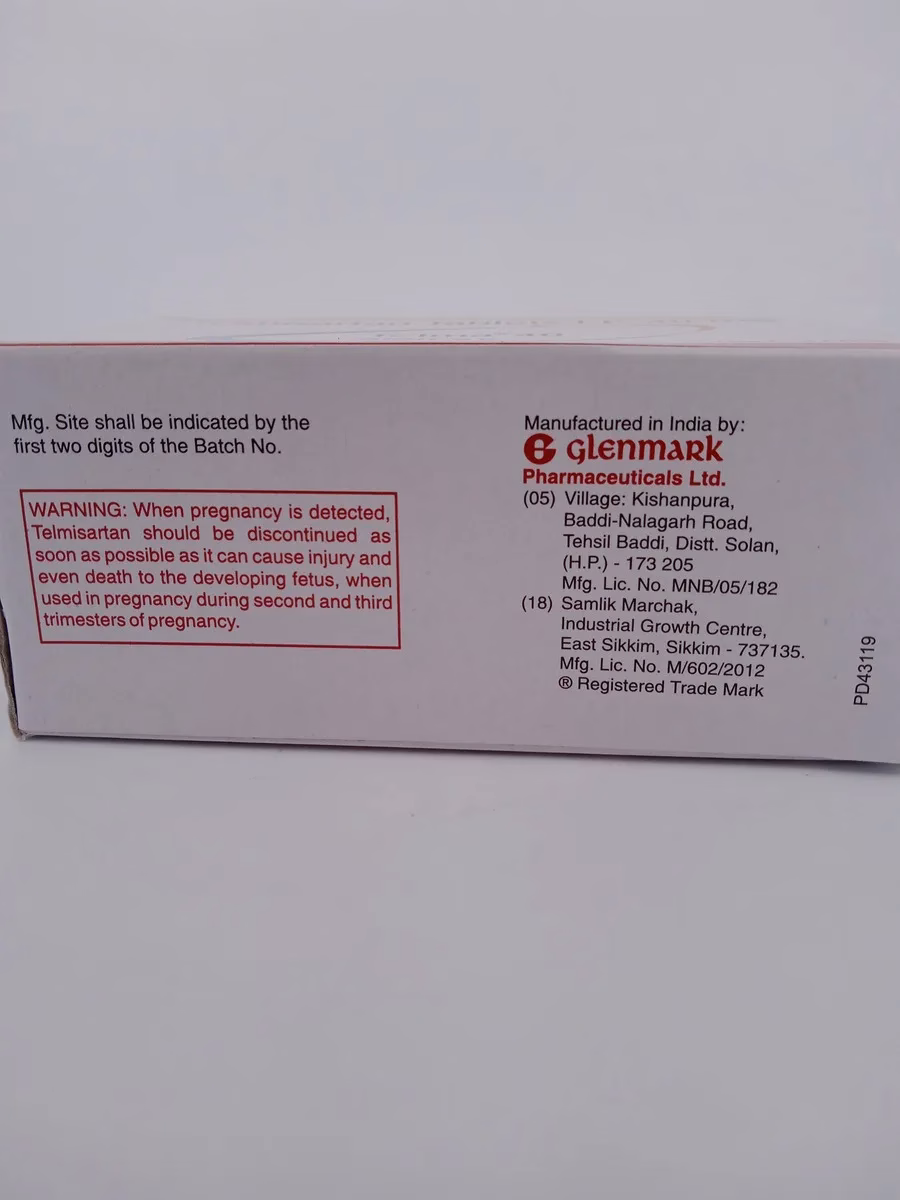 Mfg. Site shall be indicated by the
first two digits of the Batch No.
WARNING: When pregnancy is detected,
Telmisartan should be discontinued as
soon as possible as it can cause injury and
even death to the developing fetus, when
used in pregnancy during second and third
trimesters of pregnancy.
Manufactured in India by:
G GLENMARK
Pharmaceuticals Ltd.
(05) Village: Kishanpura,
Baddi-Nalagarh Road,
Tehsil Baddi, Distt. Solan,
(H.P.) - 173 205
Mfg. Lic. No. MNB/05/182
(18) Samlik Marchak,
Industrial Growth Centre,
East Sikkim, Sikkim - 737135.
Mfg. Lic. No. M/602/2012
® Registered Trade Mark
PD43119